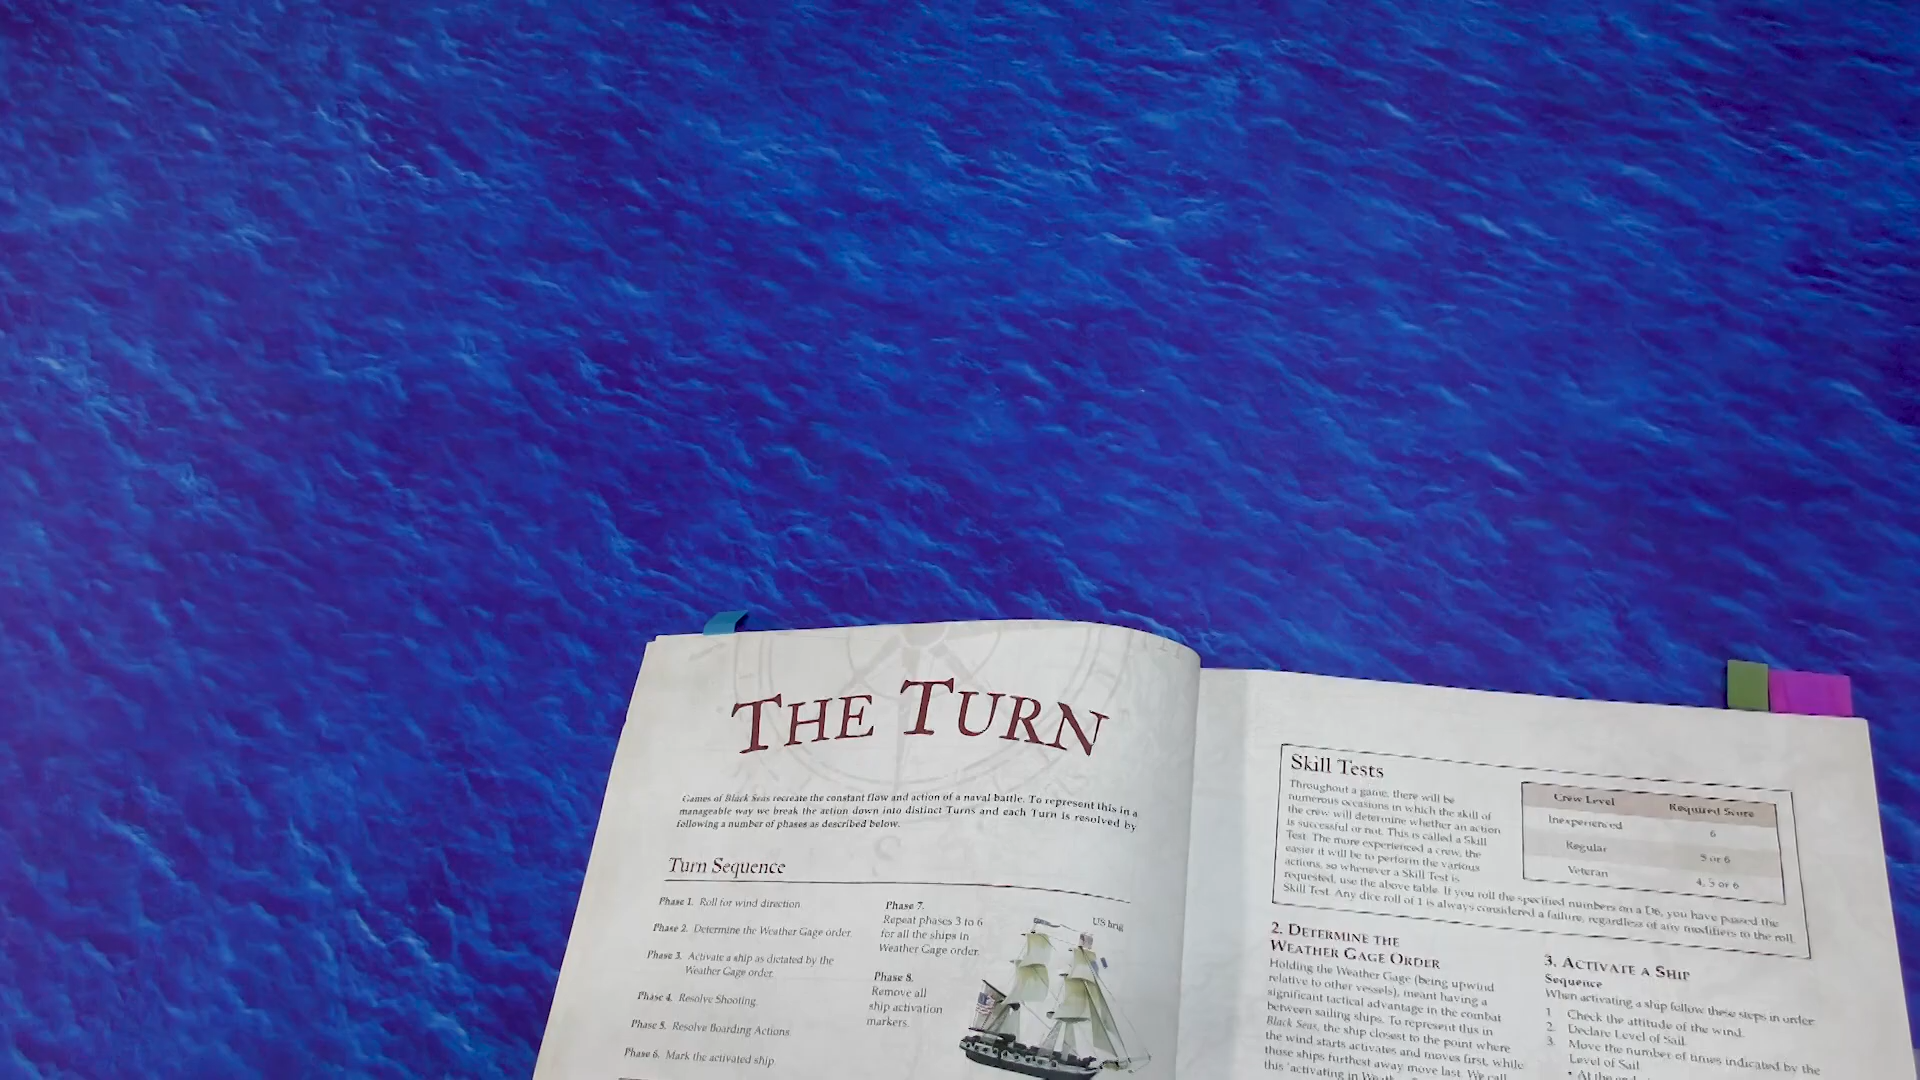 THE TURN
Games of Black Seas recreate the constant flow and action of a naval battle. To represent this in a
manageable way we break the action down into distinct Turns and each Turn is resolved by
following a number of phases as described below.
Turn Sequence
Phase 1. Roll for wind direction.
Phase 2. Determine the Weather Gage order.
Phase 3. Activate a ship as dictated by the
Weather Gage order.
Phase 4. Resolve Shooting.
Phase 5. Resolve Boarding Actions.
Phase 6. Mark the activated ship.
Phase 7.
Repeat phases 3 to 6
for all the ships in
Weather Gage order.
Phase 8.
Remove all
ship activation
markers.
US brig
Skill Tests
Throughout a game, there will be
numerous occasions in which the skill of
the crew will determine whether an action
is successful or not. This is called a Skill
Test. The more experienced a crew, the
easier it will be to perform the various
actions, so whenever a Skill Test is
requested, use the above table. If you roll the specified numbers on a D6, you have passed the
Skill Test. Any dice roll of 1 is always considered a failure, regardless of any modifiers to the roll.
Crew Level Required Score
Inexperienced 6
Regular 5 or 6
Veteran 4, 5 or 6
2. DETERMINE THE
WEATHER GAGE ORDER
Holding the Weather Gage (being upwind
relative to other vessels), meant having a
significant tactical advantage in the combat
between sailing ships. To represent this in
Black Seas, the ship closest to the point where
the wind starts activates and moves first, while
those ships furthest away move last. We call
this 'activating in
3. ACTIVATE A SHIP
Sequence
When activating a ship follow these steps in order
1. Check the attitude of the wind.
2. Declare Level of Sail.
3. Move the number of times indicated by the
Level of Sail.
• At the